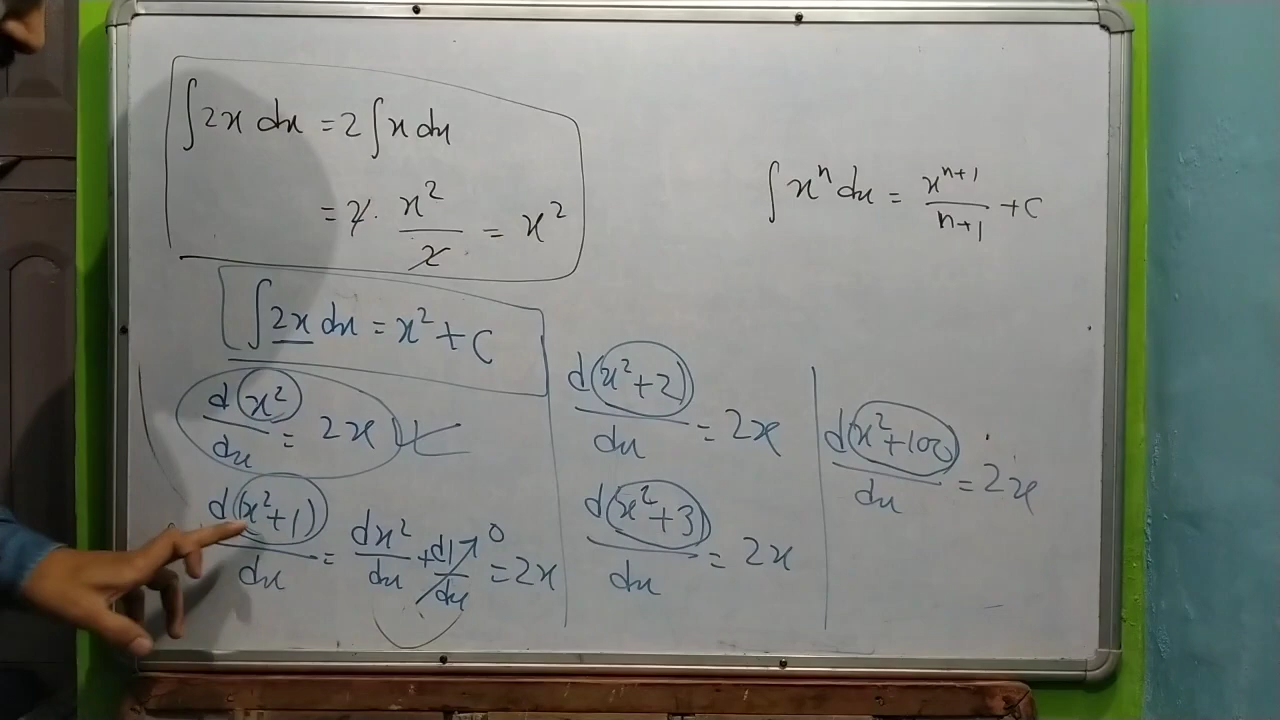 ∫2x dx = 2∫x dx
= 2. x²/2 = x²
∫xⁿ dx = xⁿ⁺¹/n+1 + C
∫2x dx = x² + C
d(x²)/dx = 2x
d(x²+1)/dx = dx²/dx + d1/dx → 0 = 2x
d(x²+2)/dx = 2x
d(x²+3)/dx = 2x
d(x²+100)/dx = 2x